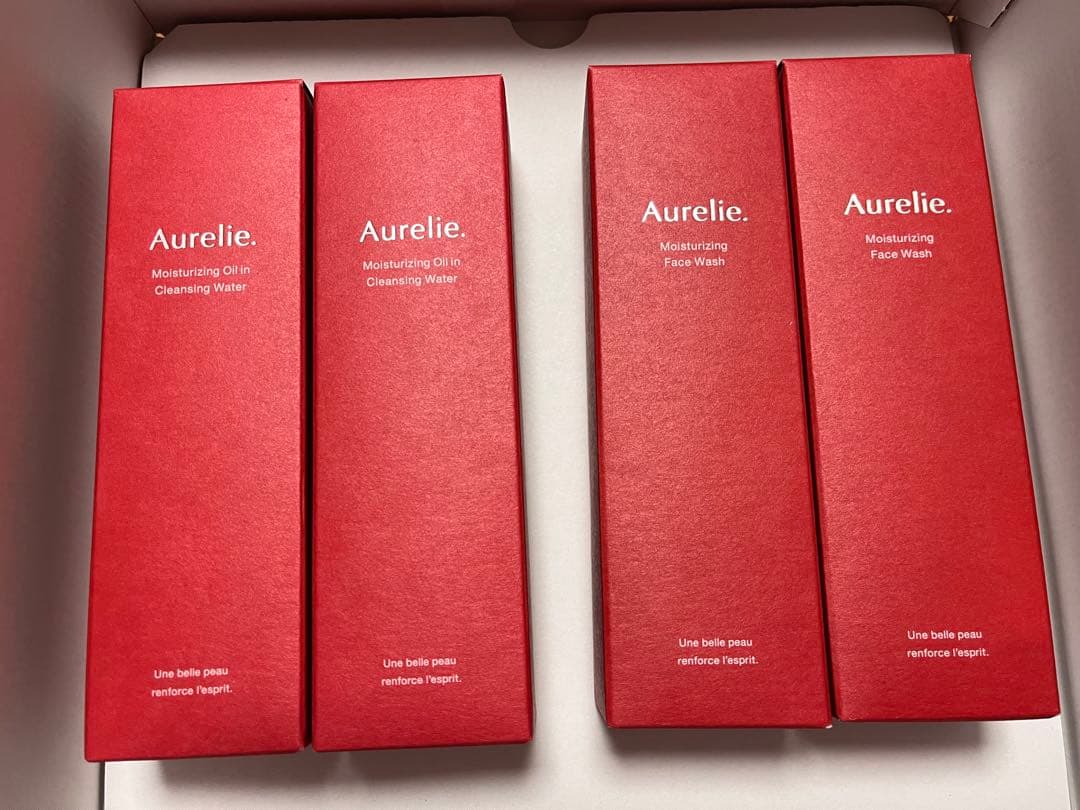 Aurelie.
Moisturizing Oil in
Cleansing Water
Une belle peau
renforce l'esprit.
Aurelie.
Moisturizing Oil in
Cleansing Water
Une belle peau
renforce l'esprit.
Aurelie.
Moisturizing
Face Wash
Une belle peau
renforce l'esprit.
Aurelie.
Moisturizing
Face Wash
Une belle peau
renforce l'esprit.